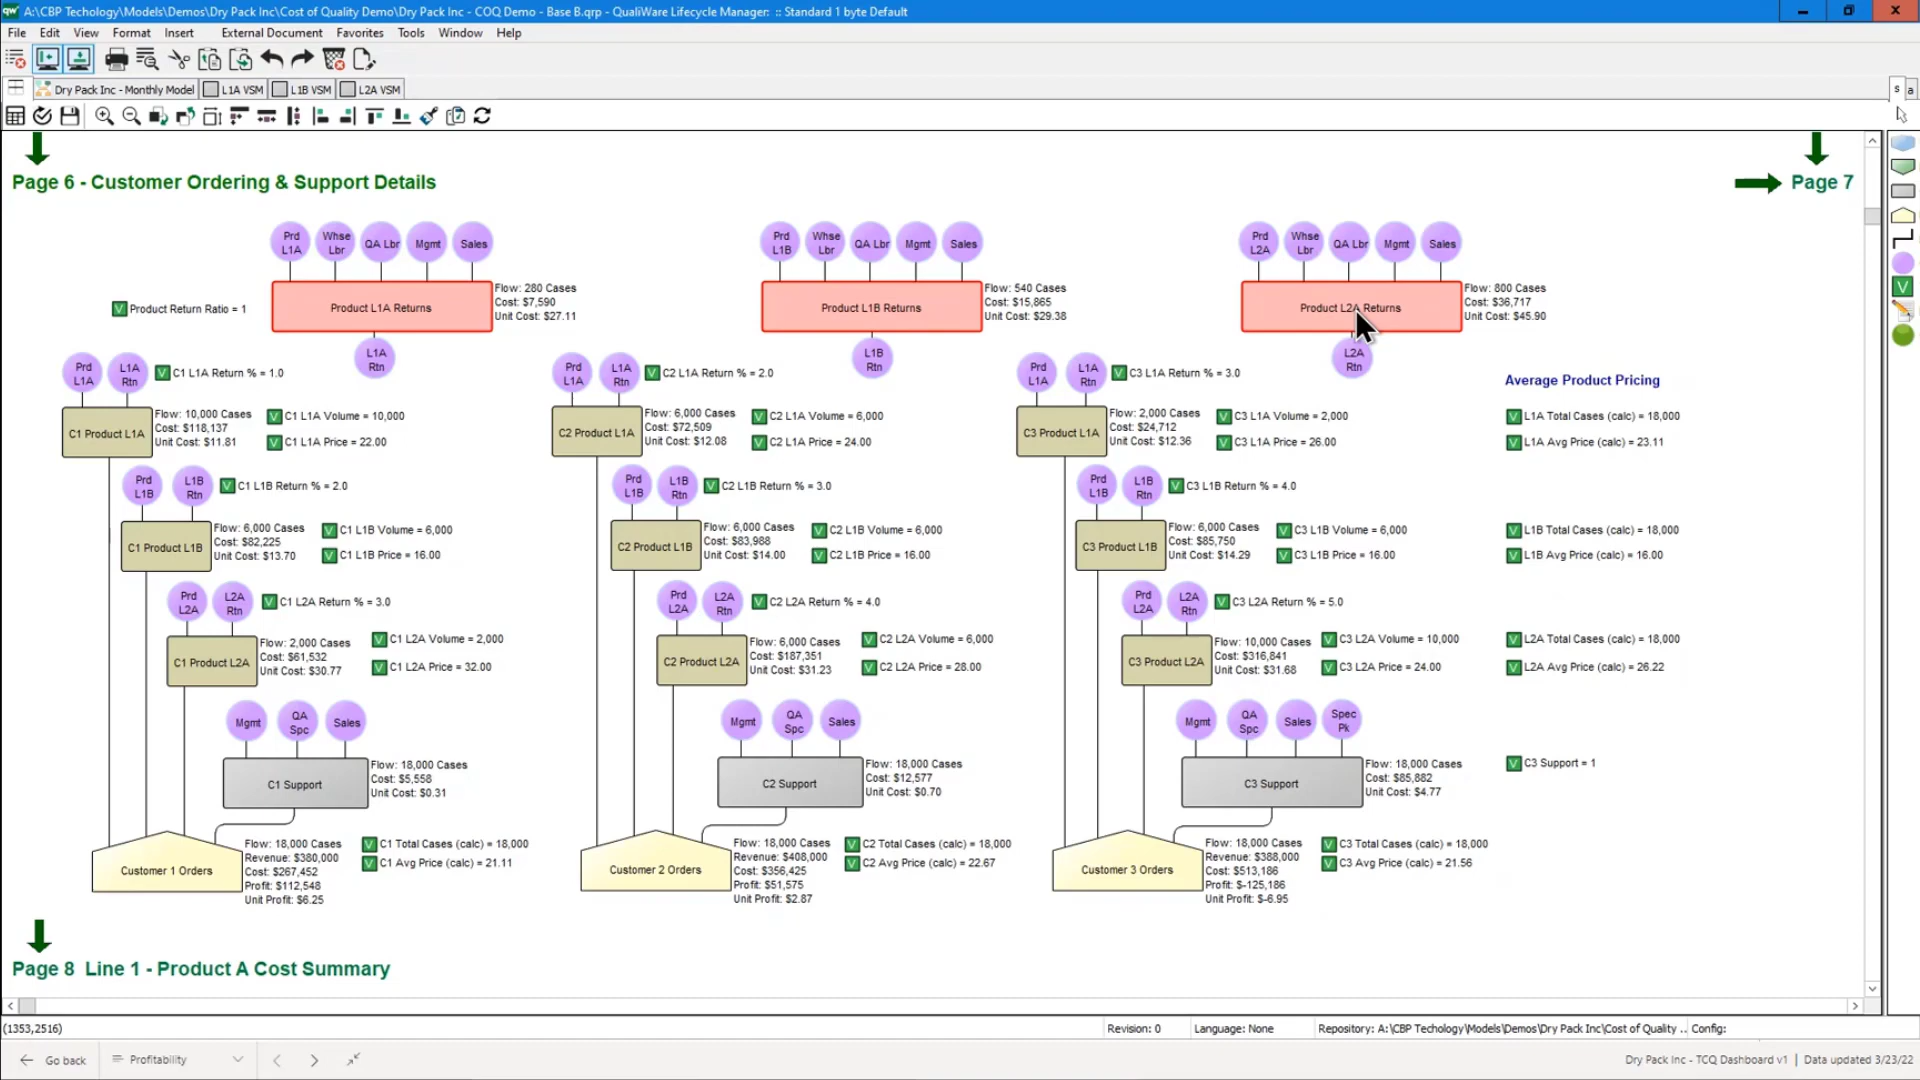 A:\CBP Techology\Models\Demos\Dry Pack Inc\Cost of Quality Demo\Dry Pack Inc - COQ Demo - Base B.qrp - QualiWare Lifecycle Manager: :: Standard 1 byte Default
File Edit View Format Insert External Document Favorites Tools Window Help
Dry Pack Inc - Monthly Model L1A VSM L1B VSM L2A VSM
s a
Page 6 - Customer Ordering & Support Details
Page 7
Prd L1A
Whse Lbr
QA Lbr
Mgmt
Sales
Product L1A Returns
Flow: 280 Cases
Cost: $7,590
Unit Cost: $27.11
L1A Rtn
Product Return Ratio = 1
Prd L1B
Whse Lbr
QA Lbr
Mgmt
Sales
Product L1B Returns
Flow: 540 Cases
Cost: $15,865
Unit Cost: $29.38
L1B Rtn
Prd L2A
Whse Lbr
QA Lbr
Mgmt
Sales
Product L2A Returns
Flow: 800 Cases
Cost: $36,717
Unit Cost: $45.90
L2A Rtn
Prd L1A
L1A Rtn
C1 L1A Return % = 1.0
C1 Product L1A
Flow: 10,000 Cases
Cost: $118,137
Unit Cost: $11.81
C1 L1A Volume = 10,000
C1 L1A Price = 22.00
Prd L1A
L1A Rtn
C2 L1A Return % = 2.0
C2 Product L1A
Flow: 6,000 Cases
Cost: $72,509
Unit Cost: $12.08
C2 L1A Volume = 6,000
C2 L1A Price = 24.00
Prd L1A
L1A Rtn
C3 L1A Return % = 3.0
C3 Product L1A
Flow: 2,000 Cases
Cost: $24,712
Unit Cost: $12.36
C3 L1A Volume = 2,000
C3 L1A Price = 26.00
Average Product Pricing
L1A Total Cases (calc) = 18,000
L1A Avg Price (calc) = 23.11
Prd L1B
L1B Rtn
C1 L1B Return % = 2.0
C1 Product L1B
Flow: 6,000 Cases
Cost: $82,225
Unit Cost: $13.70
C1 L1B Volume = 6,000
C1 L1B Price = 16.00
Prd L1B
L1B Rtn
C2 L1B Return % = 3.0
C2 Product L1B
Flow: 6,000 Cases
Cost: $83,988
Unit Cost: $14.00
C2 L1B Volume = 6,000
C2 L1B Price = 16.00
Prd L1B
L1B Rtn
C3 L1B Return % = 4.0
C3 Product L1B
Flow: 6,000 Cases
Cost: $85,750
Unit Cost: $14.29
C3 L1B Volume = 6,000
C3 L1B Price = 16.00
L1B Total Cases (calc) = 18,000
L1B Avg Price (calc) = 16.00
Prd L2A
L2A Rtn
C1 L2A Return % = 3.0
C1 Product L2A
Flow: 2,000 Cases
Cost: $61,532
Unit Cost: $30.77
C1 L2A Volume = 2,000
C1 L2A Price = 32.00
Prd L2A
L2A Rtn
C2 L2A Return % = 4.0
C2 Product L2A
Flow: 6,000 Cases
Cost: $187,351
Unit Cost: $31.23
C2 L2A Volume = 6,000
C2 L2A Price = 28.00
Prd L2A
L2A Rtn
C3 L2A Return % = 5.0
C3 Product L2A
Flow: 10,000 Cases
Cost: $316,841
Unit Cost: $31.68
C3 L2A Volume = 10,000
C3 L2A Price = 24.00
L2A Total Cases (calc) = 18,000
L2A Avg Price (calc) = 26.22
Mgmt
QA Spc
Sales
C1 Support
Flow: 18,000 Cases
Cost: $5,558
Unit Cost: $0.31
Mgmt
QA Spc
Sales
C2 Support
Flow: 18,000 Cases
Cost: $12,577
Unit Cost: $0.70
Mgmt
QA Spc
Sales
Spec Pk
C3 Support
Flow: 18,000 Cases
Cost: $85,882
Unit Cost: $4.77
C3 Support = 1
Customer 1 Orders
Flow: 18,000 Cases
Revenue: $380,000
Cost: $267,452
Profit: $112,548
Unit Profit: $6.25
C1 Total Cases (calc) = 18,000
C1 Avg Price (calc) = 21.11
Customer 2 Orders
Flow: 18,000 Cases
Revenue: $408,000
Cost: $356,425
Profit: $51,575
Unit Profit: $2.87
C2 Total Cases (calc) = 18,000
C2 Avg Price (calc) = 22.67
Customer 3 Orders
Flow: 18,000 Cases
Revenue: $388,000
Cost: $513,186
Profit: $-125,186
Unit Profit: $-6.95
C3 Total Cases (calc) = 18,000
C3 Avg Price (calc) = 21.56
Page 8 Line 1 - Product A Cost Summary
(1353,2516)
Revision: 0 Language: None Repository: A:\CBP Techology\Models\Demos\Dry Pack Inc\Cost of Quality .. Config:
Go back Profitability
Dry Pack Inc - TCQ Dashboard v1 | Data updated 3/23/22